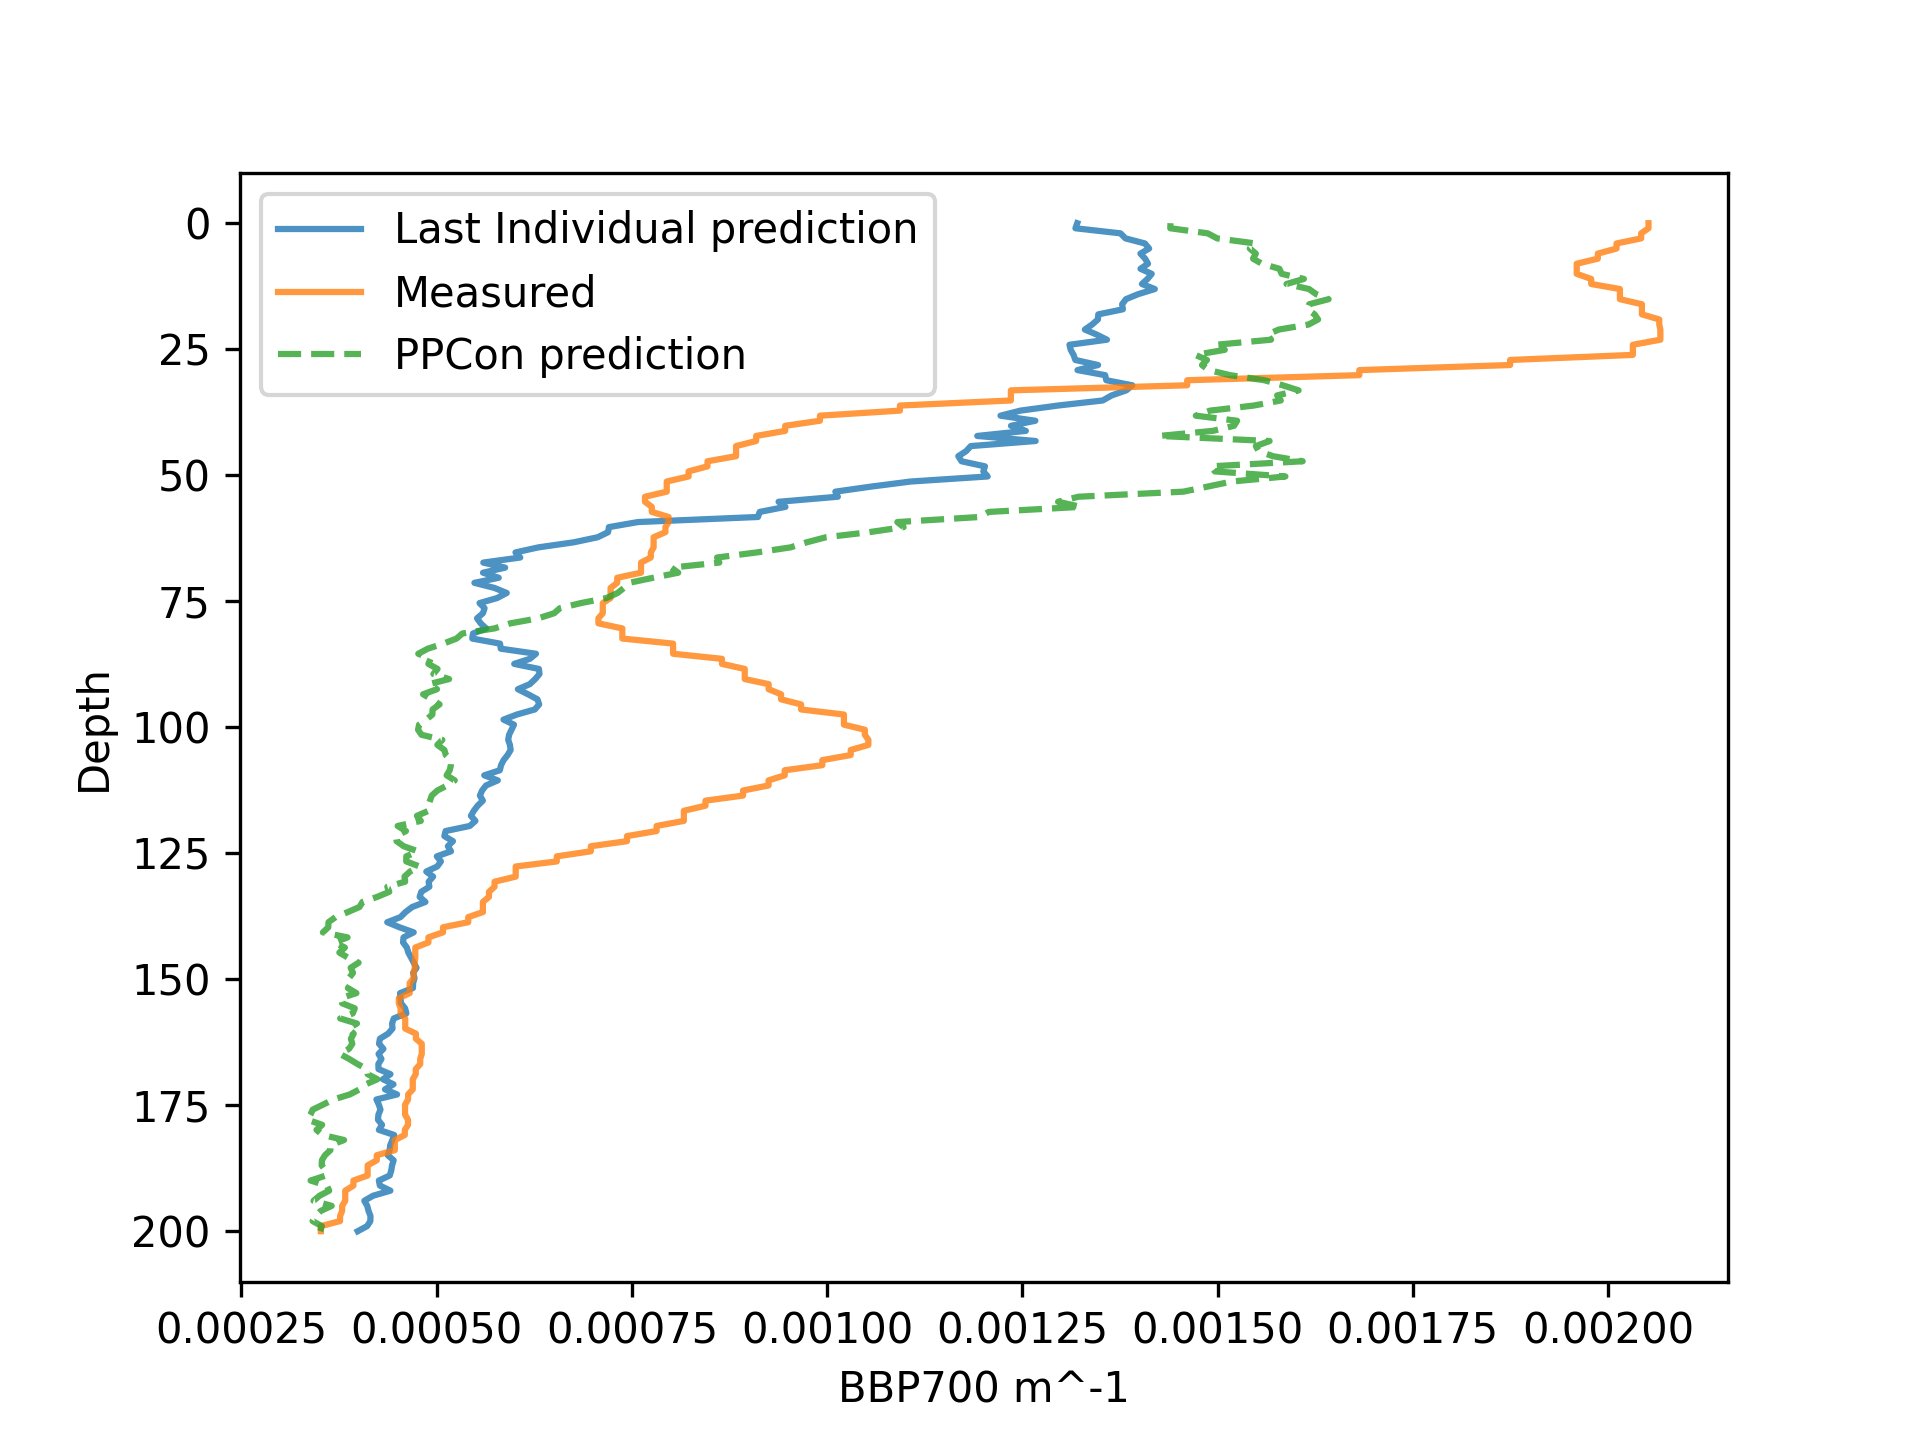 Last Individual prediction
Measured
PPCon prediction
0
25
50
75
100
125
150
175
200
Depth
0.00025 0.00050 0.00075 0.00100 0.00125 0.00150 0.00175 0.00200
BBP700 m^-1